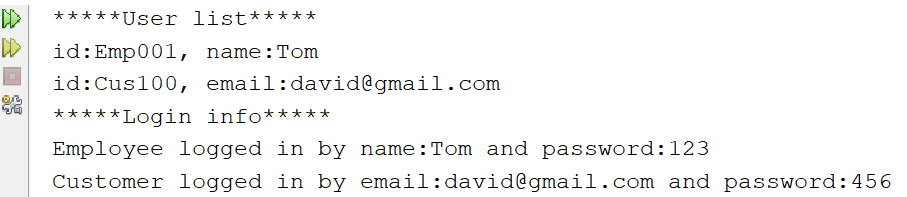 *****User list*****
id:Emp001, name:Tom
id:Cus100, email:david@gmail.com
*****Login info*****
Employee logged in by name:Tom and password:123
Customer logged in by email:david@gmail.com and password:456